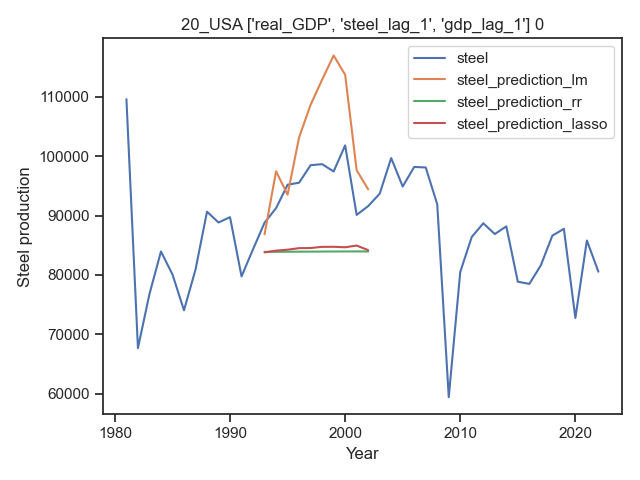 20_USA ['real_GDP', 'steel_lag_1', 'gdp_lag_1'] 0
steel
steel_prediction_lm
steel_prediction_rr
steel_prediction_lasso
110000
100000
90000
80000
70000
60000
Steel production
1980
1990
2000
2010
2020
Year